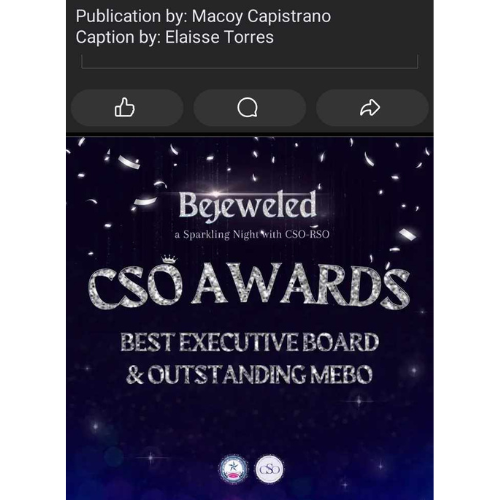 Publication by: Macoy Capistrano
Caption by: Elaisse Torres
Bejeweled
a Sparkling Night with CSO-RSO
CSO AWARDS
BEST EXECUTIVE BOARD
& OUTSTANDING MEBO
CSO